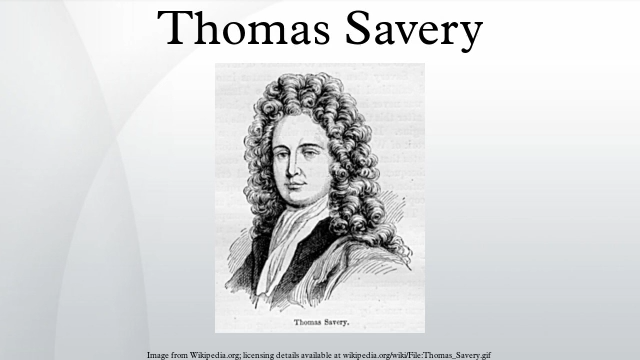 Thomas Savery
Thomas Savery.
Image from Wikipedia.org; licensing details available at wikipedia.org/wiki/File:Thomas_Savery.gif